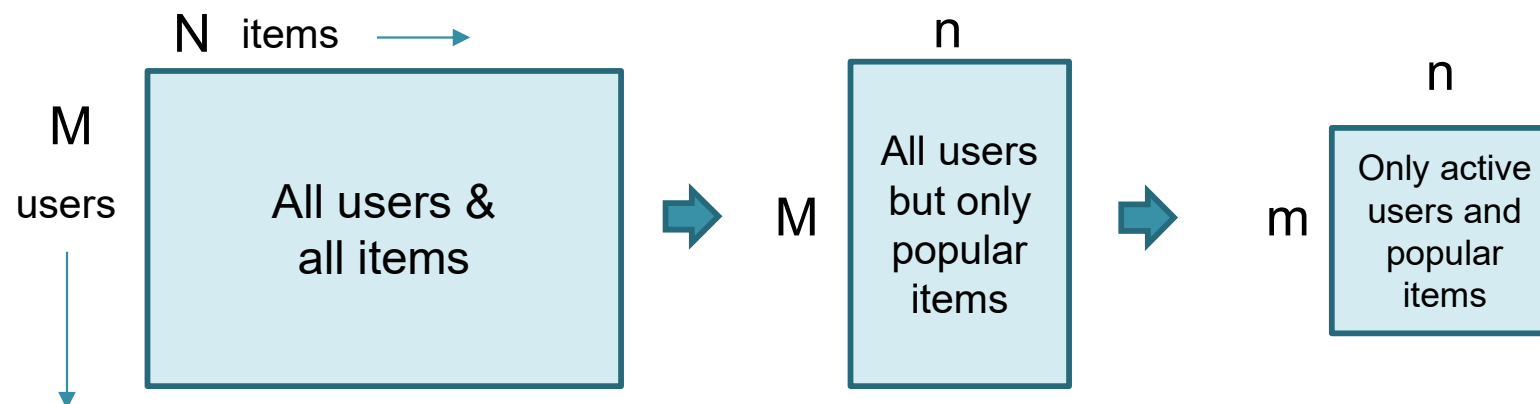 N items
M
users
All users &
all items
n
M
All users
but only
popular
items
n
m
Only active
users and
popular
items